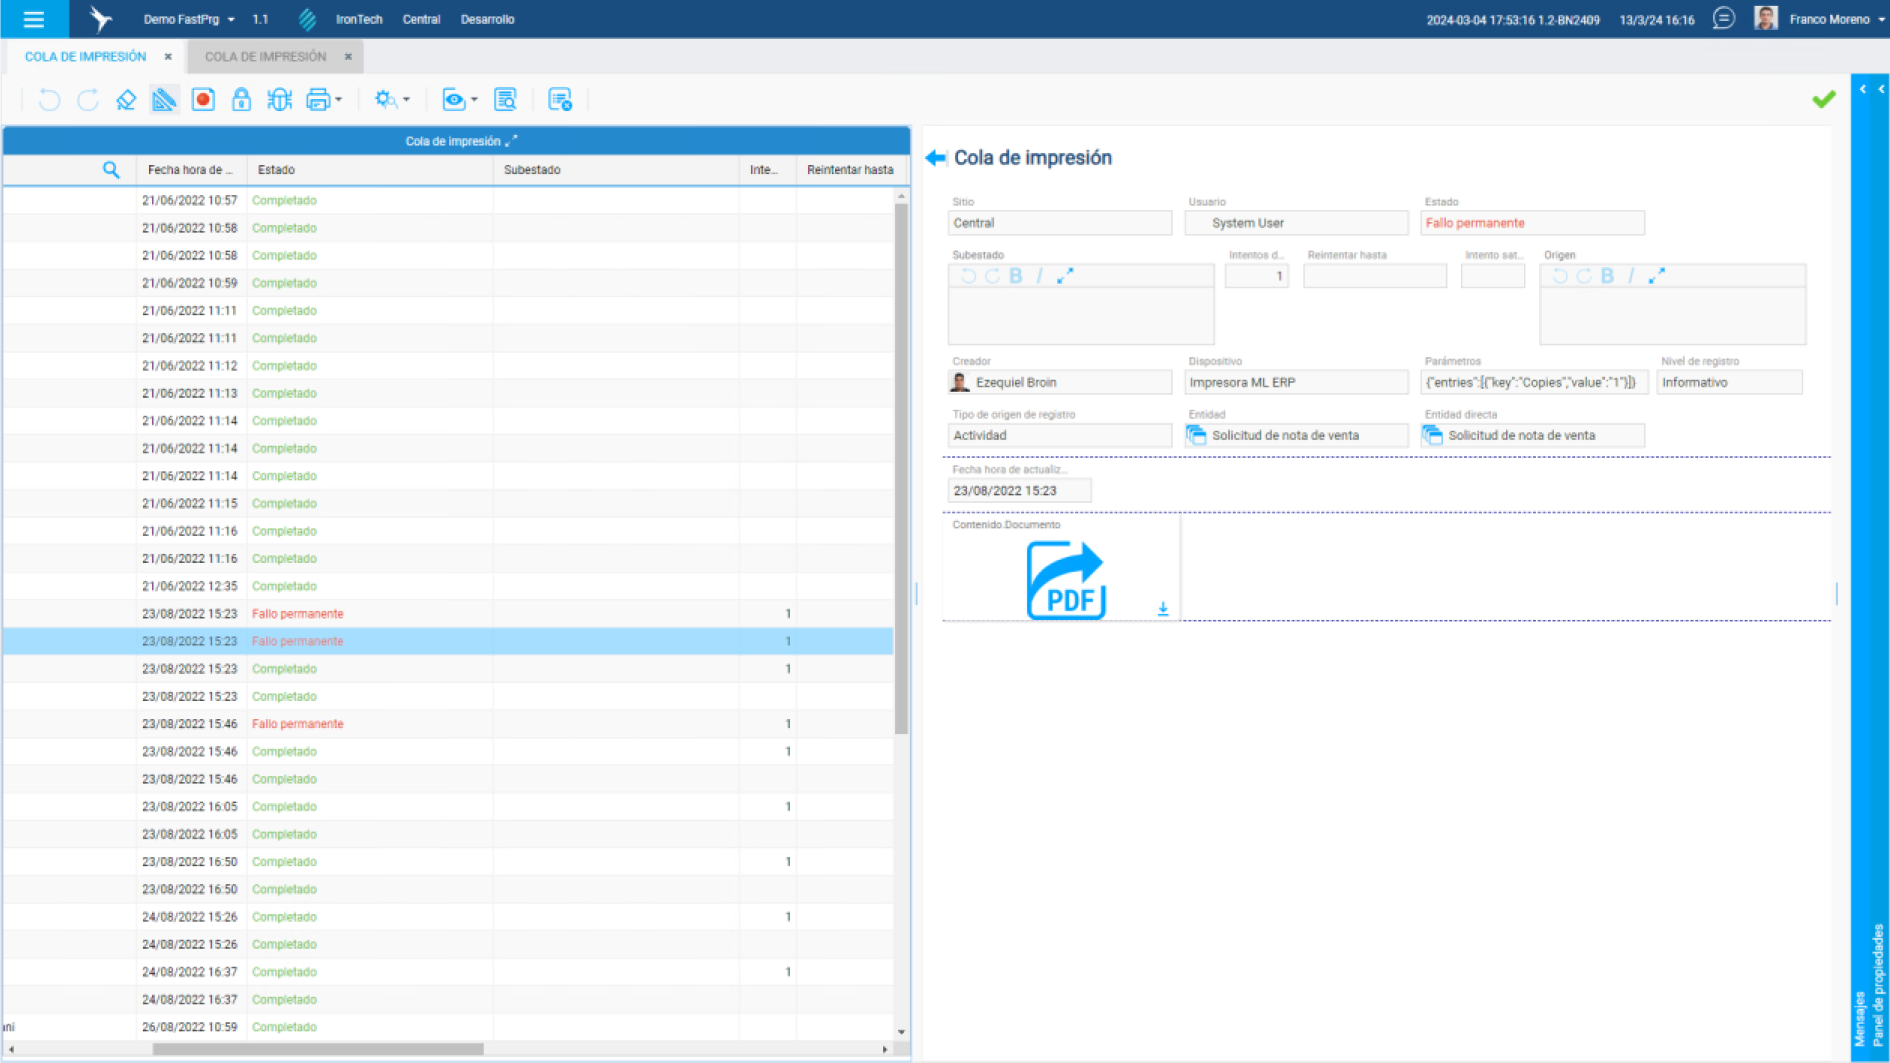 Demo FastPrg 1.1 IronTech Central Desarrollo 2024-03-04 17:53:16 1.2-BN2409 13/3/24 16:16 Franco Moreno
COLA DE IMPRESIÓN COLA DE IMPRESIÓN
Cola de impresión
Fecha hora de ... Estado Subestado Inte... Reintentar hasta
21/06/2022 10:57 Completado
21/06/2022 10:58 Completado
21/06/2022 10:58 Completado
21/06/2022 10:59 Completado
21/06/2022 11:11 Completado
21/06/2022 11:11 Completado
21/06/2022 11:12 Completado
21/06/2022 11:13 Completado
21/06/2022 11:14 Completado
21/06/2022 11:14 Completado
21/06/2022 11:14 Completado
21/06/2022 11:15 Completado
21/06/2022 11:16 Completado
21/06/2022 11:16 Completado
21/06/2022 12:35 Completado
23/08/2022 15:23 Fallo permanente 1
23/08/2022 15:23 Fallo permanente 1
23/08/2022 15:23 Completado 1
23/08/2022 15:23 Completado
23/08/2022 15:46 Fallo permanente 1
23/08/2022 15:46 Completado 1
23/08/2022 15:46 Completado
23/08/2022 16:05 Completado 1
23/08/2022 16:05 Completado
23/08/2022 16:50 Completado 1
23/08/2022 16:50 Completado
24/08/2022 15:26 Completado 1
24/08/2022 15:26 Completado
24/08/2022 16:37 Completado 1
24/08/2022 16:37 Completado
ani 26/08/2022 10:59 Completado
Cola de impresión
Sitio Usuario Estado
Central System User Fallo permanente
Subestado Intentos d... Reintentar hasta Intento sat... Origen
B I 1 B I
Creador Dispositivo Parámetros Nivel de registro
Ezequiel Broin Impresora ML ERP {"entries":[{"key":"Copies","value":"1"}]} Informativo
Tipo de origen de registro Entidad Entidad directa
Actividad Solicitud de nota de venta Solicitud de nota de venta
Fecha hora de actualiz...
23/08/2022 15:23
Contenido.Documento
PDF
Mensajes
Panel de propiedades